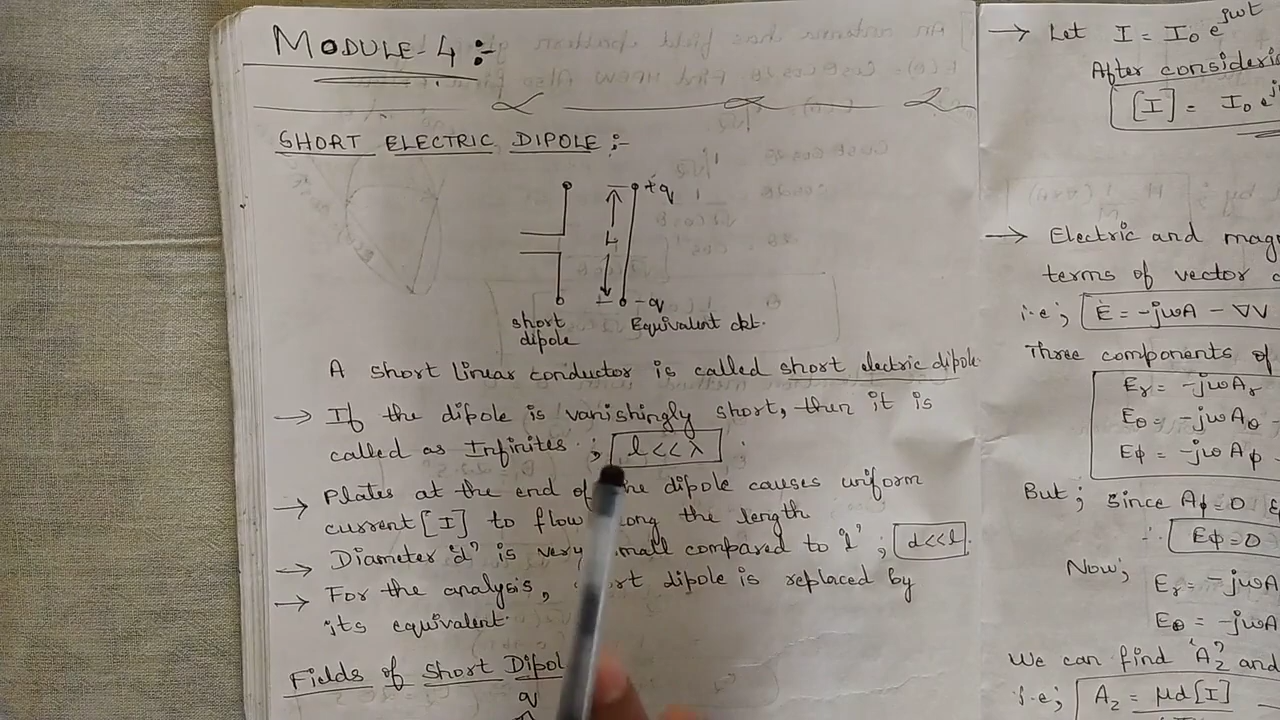 MODULE-4 :-
SHORT ELECTRIC DIPOLE :-
+q
L
-q
short
dipole
Equivalent ckt.
A short linear conductor is called short electric dipole
→ If the dipole is vanishingly short, then it is
called as Infinites ; l<<λ ;
→ Plates at the end of the dipole causes uniform
current [I] to flow along the length
→ Diameter 'd' is very small compared to 'l' ; d<<l.
→ For the analysis, short dipole is replaced by
its equivalent.
Fields of short Dipol
q
→ Let I = I₀ e^jωt
After consideri
[I] = I₀ e^j
→ Electric and mag
terms of vector
i.e; E = -jωA - ∇V
Three components of
Eᵣ = -jωAᵣ
Eθ = -jωAθ -
Eϕ = -jωAϕ -
But; since Aϕ=0
∴ Eϕ=0
Now;
Eᵣ = -jωA
Eθ = -jωA
We can find 'A₂' and
i.e; A₂ = μd[I]